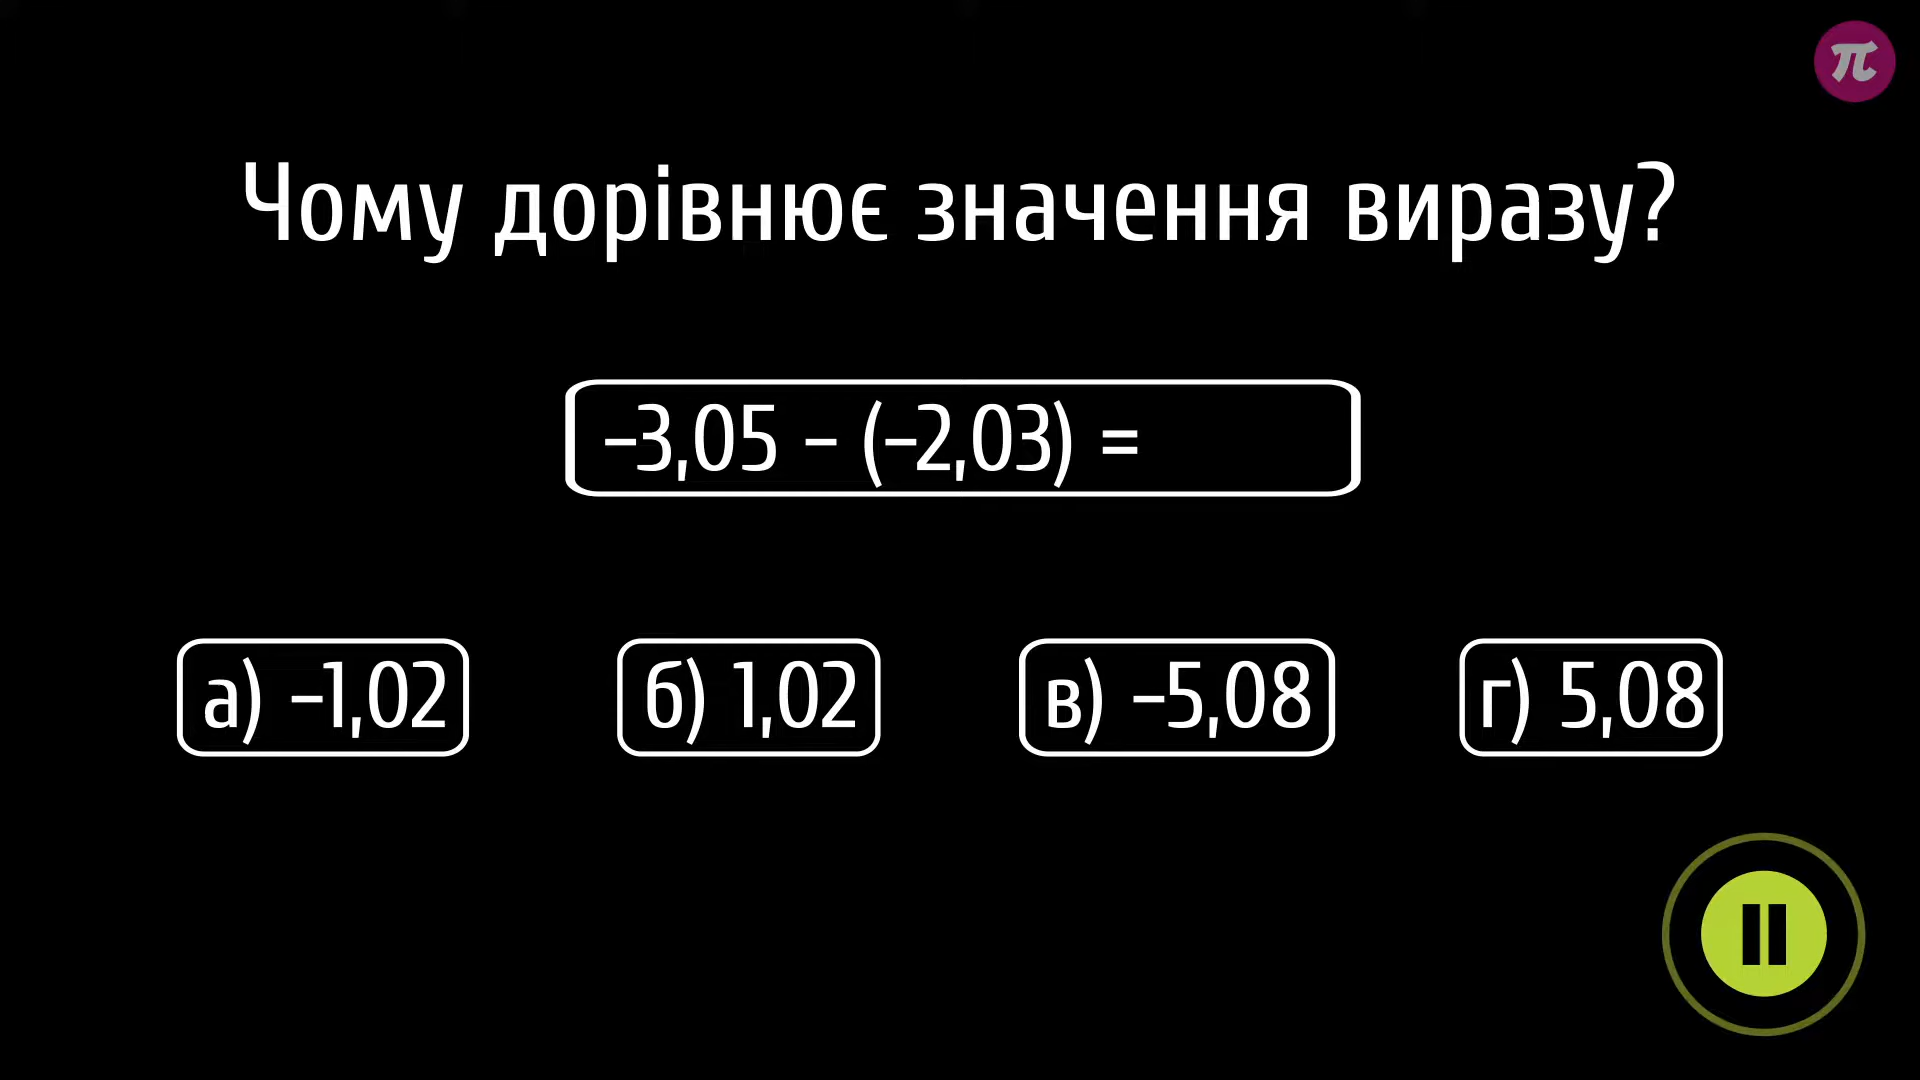 π
Чому дорівнює значення виразу?
–3,05 – (–2,03) =
а) –1,02
б) 1,02
в) –5,08
г) 5,08